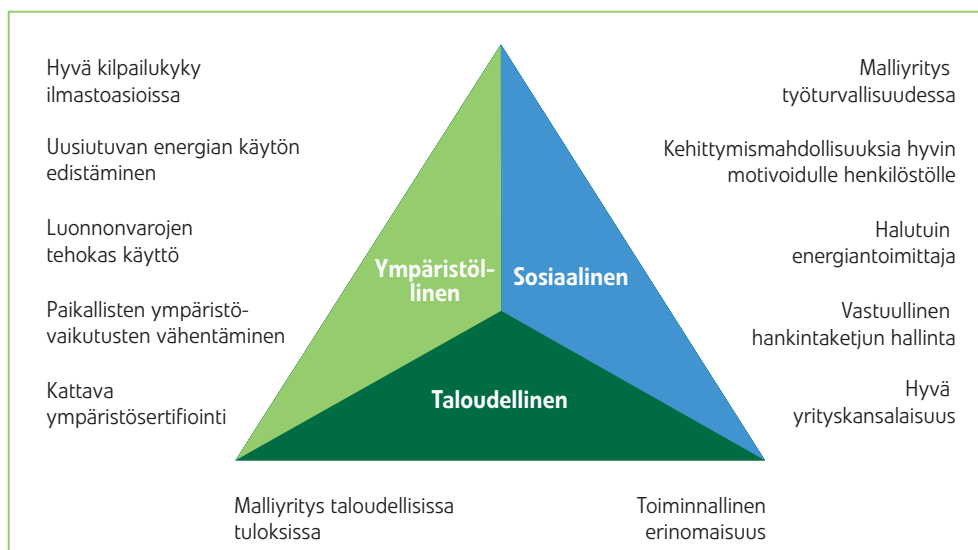 Hyvä kilpailukyky
ilmastoasioissa
Uusiutuvan energian käytön
edistäminen
Luonnonvarojen
tehokas käyttö
Paikallisten ympäristö-
vaikutusten vähentäminen
Kattava
ympäristösertifiointi
Ympäristöl-
linen
Sosiaalinen
Taloudellinen
Malliyritys
työturvallisuudessa
Kehittymismahdollisuuksia hyvin
motivoidulle henkilöstölle
Halutuin
energiantoimittaja
Vastuullinen
hankintaketjun hallinta
Hyvä
yrityskansalaisuus
Malliyritys taloudellisissa
tuloksissa
Toiminnallinen
erinomaisuus